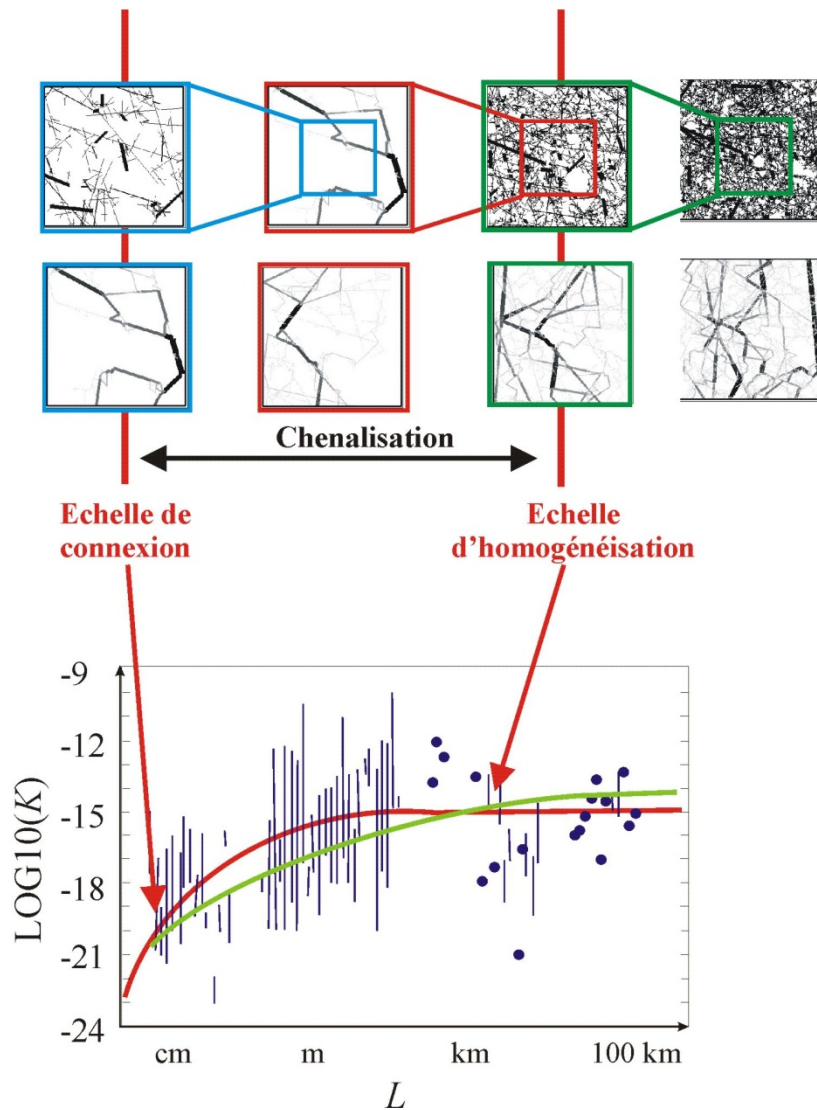 Chenalisation
Echelle de
connexion
Echelle
d'homogénéisation
-9
-12
-15
-18
-21
-24
LOG10(K)
cm
m
km
100 km
L